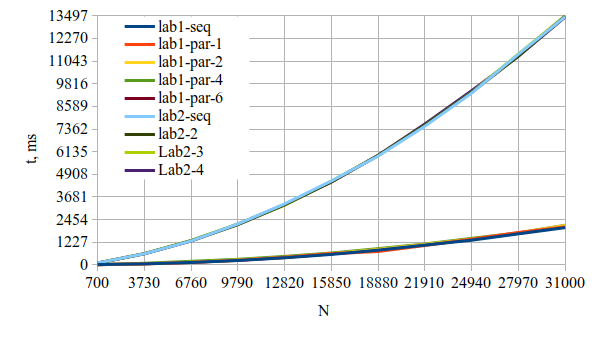 13497
12270
11043
9816
8589
7362
6135
4908
3681
2454
1227
0
t, ms
lab1-seq
lab1-par-1
lab1-par-2
lab1-par-4
lab1-par-6
lab2-seq
lab2-2
Lab2-3
Lab2-4
700 3730 6760 9790 12820 15850 18880 21910 24940 27970 31000
N